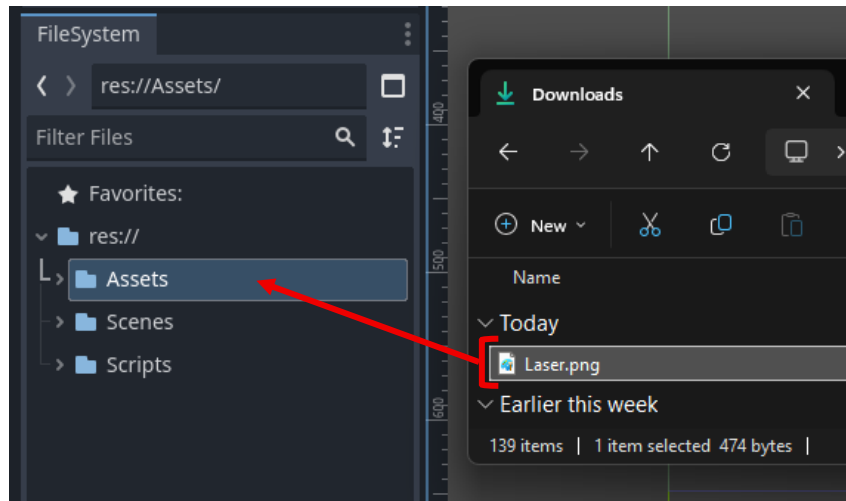 FileSystem
res://Assets/
Filter Files
Favorites:
res://
Assets
Scenes
Scripts
400
500
600
Downloads
New
Name
Today
Laser.png
Earlier this week
139 items | 1 item selected 474 bytes |